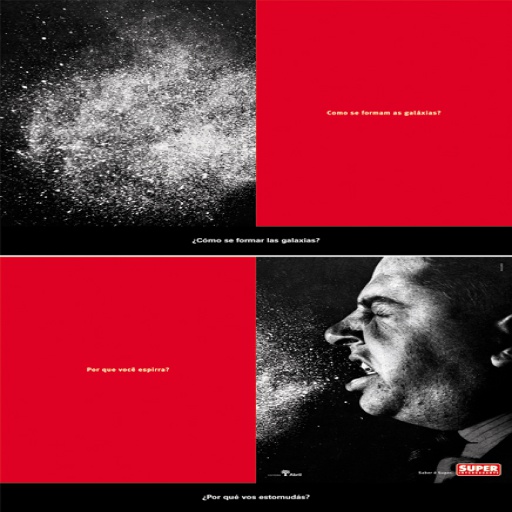 Como se formam as galáxias?
¿Cómo se formar las galaxias?
Por que você espirra?
Abril
Saber é Super.
SUPER
INTERESSANTE
¿Por qué vos estornudás?